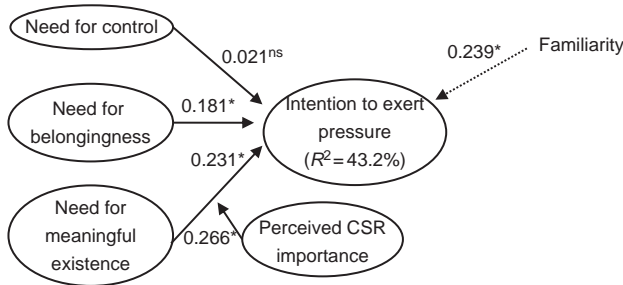 Need for control
0.021ns
0.239*
Familiarity
Need for
belongingness
0.181*
Intention to exert
pressure
(R2=43.2%)
0.231*
Need for
meaningful
existence
0.266*
Perceived CSR
importance